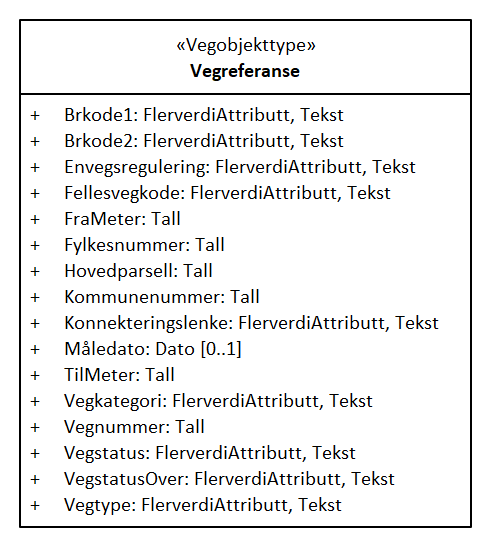 «Vegobjekttype»
Vegreferanse
+ Brkode1: FlerverdiAttributt, Tekst
+ Brkode2: FlerverdiAttributt, Tekst
+ Envegsregulering: FlerverdiAttributt, Tekst
+ Fellesvegkode: FlerverdiAttributt, Tekst
+ FraMeter: Tall
+ Fylkesnummer: Tall
+ Hovedparsell: Tall
+ Kommunenummer: Tall
+ Konnekteringslenke: FlerverdiAttributt, Tekst
+ Måledato: Dato [0..1]
+ TilMeter: Tall
+ Vegkategori: FlerverdiAttributt, Tekst
+ Vegnummer: Tall
+ Vegstatus: FlerverdiAttributt, Tekst
+ VegstatusOver: FlerverdiAttributt, Tekst
+ Vegtype: FlerverdiAttributt, Tekst